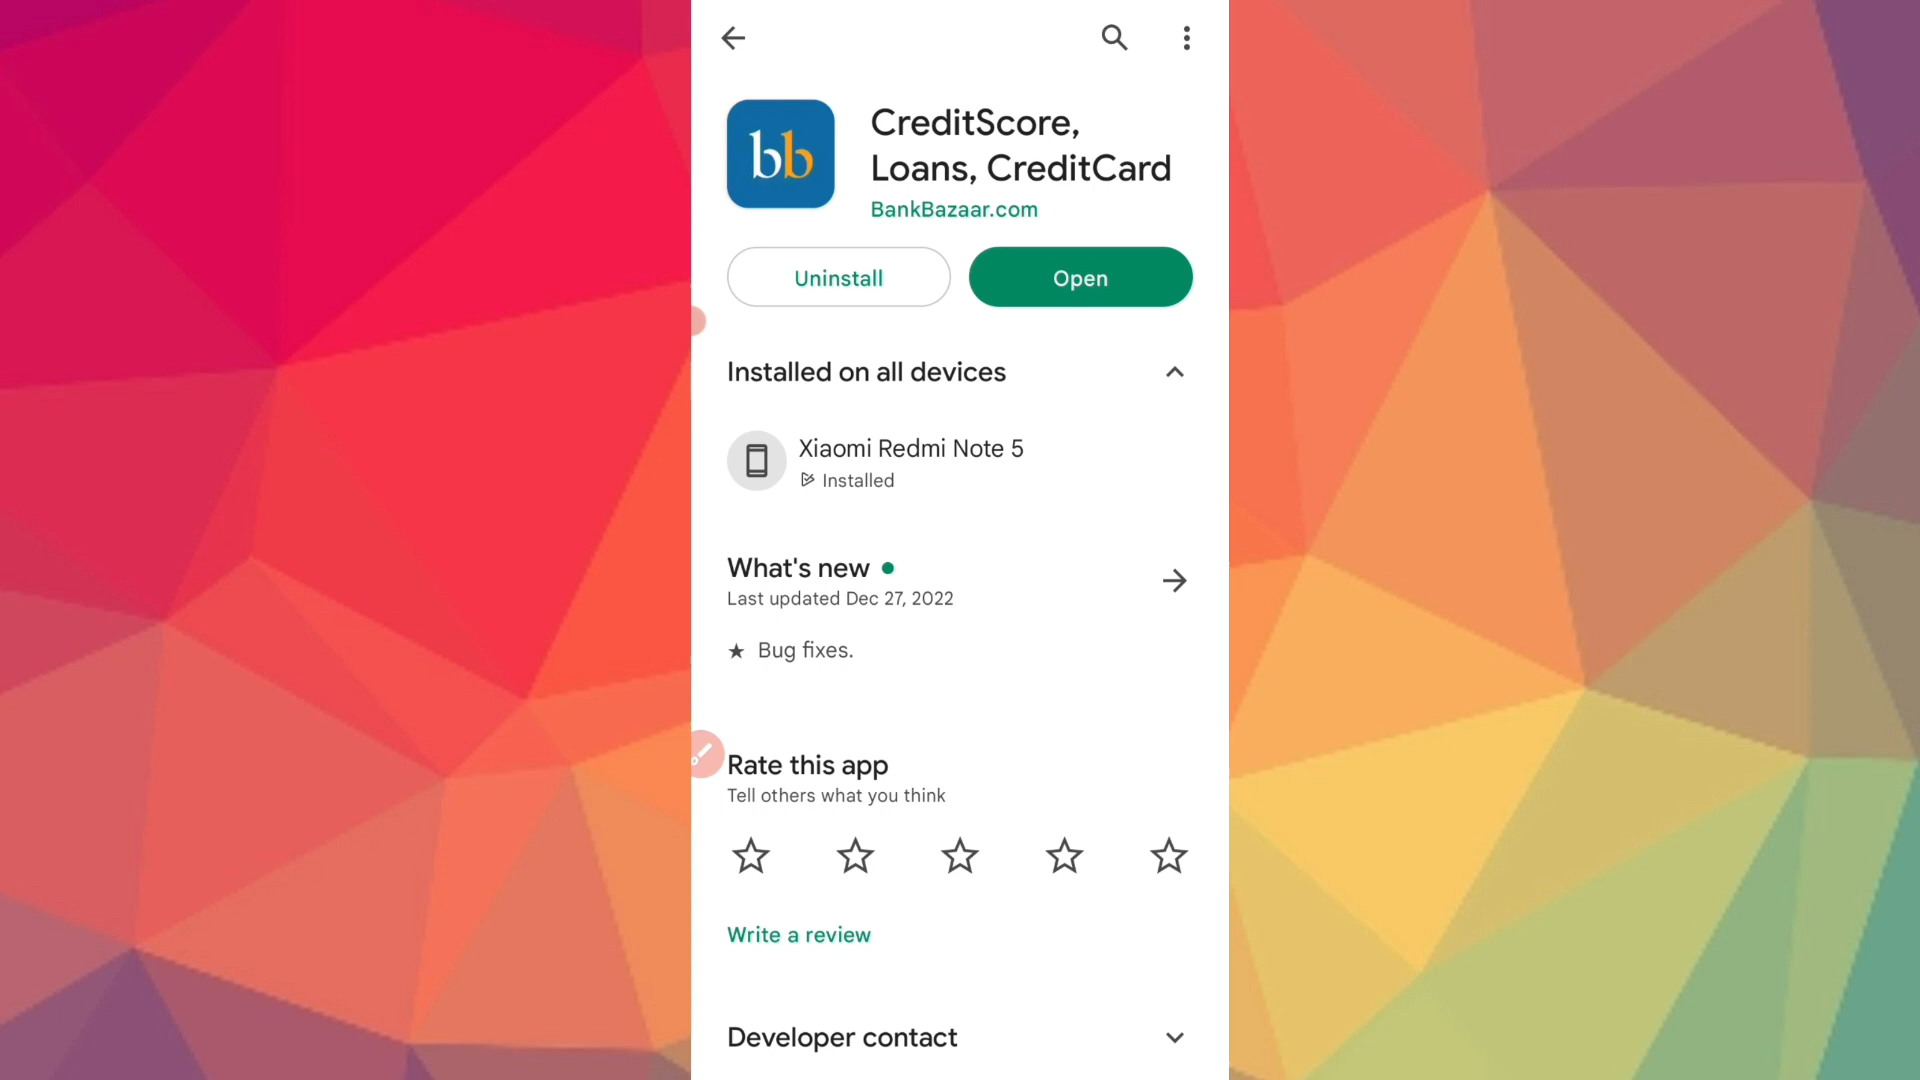 bb
CreditScore,
Loans, CreditCard
BankBazaar.com
Uninstall
Open
Installed on all devices
Xiaomi Redmi Note 5
Installed
What's new
Last updated Dec 27, 2022
★ Bug fixes.
Rate this app
Tell others what you think
Write a review
Developer contact